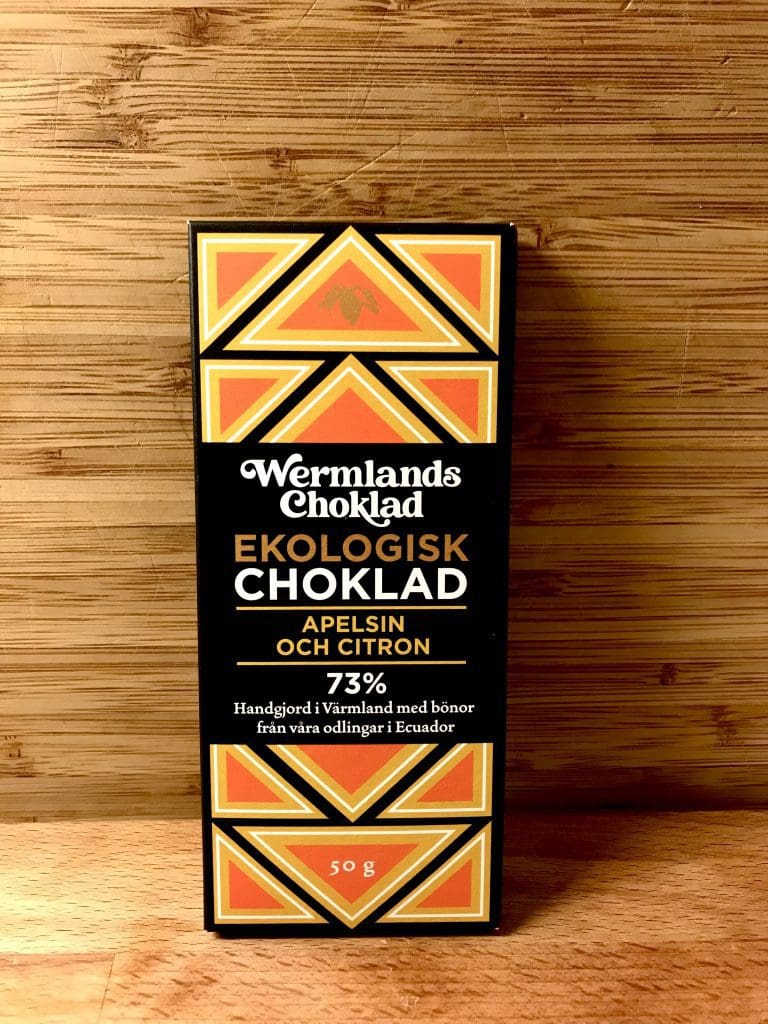 Wermlands
Choklad
EKOLOGISK
CHOKLAD
APELSIN
OCH CITRON
73%
Handgjord i Värmland med bönor
från våra odlingar i Ecuador
50 g